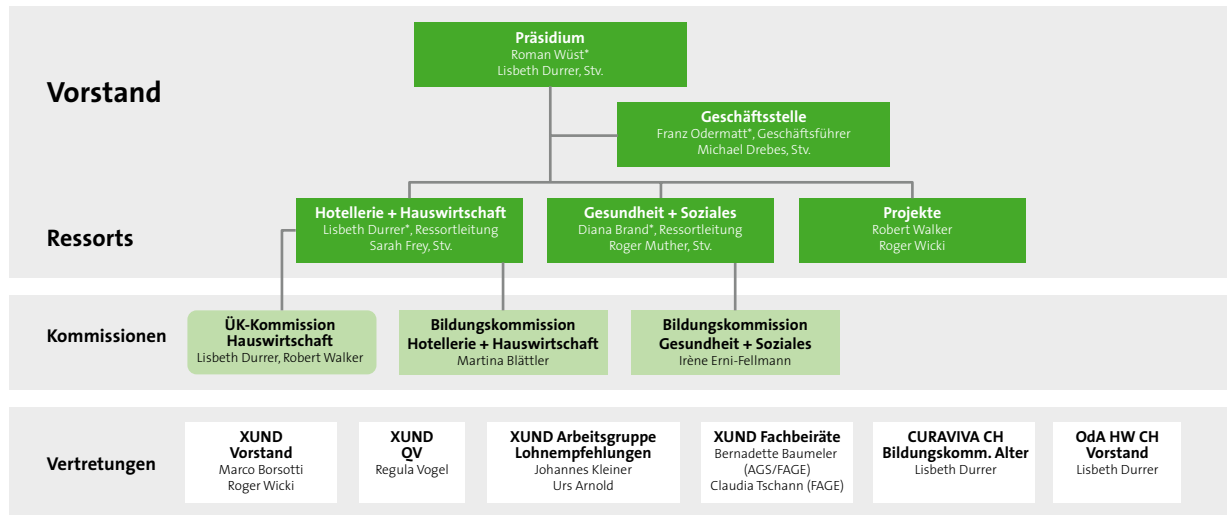 Präsidium
Roman Wüst*
Lisbeth Durrer, Stv.
Vorstand
Geschäftsstelle
Franz Odermatt*, Geschäftsführer
Michael Drebes, Stv.
Ressorts
Hotellerie + Hauswirtschaft
Lisbeth Durrer*, Ressortleitung
Sarah Frey, Stv.
Gesundheit + Soziales
Diana Brand*, Ressortleitung
Roger Muther, Stv.
Projekte
Robert Walker
Roger Wicki
Kommissionen
ÜK-Kommission
Hauswirtschaft
Lisbeth Durrer, Robert Walker
Bildungskommission
Hotellerie + Hauswirtschaft
Martina Blättler
Bildungskommission
Gesundheit + Soziales
Irène Erni-Fellmann
Vertretungen
XUND
Vorstand
Marco Borsotti
Roger Wicki
XUND
QV
Regula Vogel
XUND Arbeitsgruppe
Lohnempfehlungen
Johannes Kleiner
Urs Arnold
XUND Fachbeiräte
Bernadette Baumeler
(AGS/FAGE)
Claudia Tschann (FAGE)
CURAVIVA CH
Bildungskomm. Alter
Lisbeth Durrer
OdA HW CH
Vorstand
Lisbeth Durrer